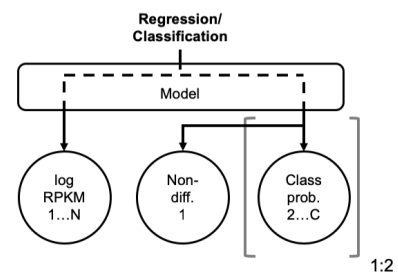 Regression/
Classification
Model
log
RPKM
1...N
Non-
diff.
1
Class
prob.
2...C
1:2